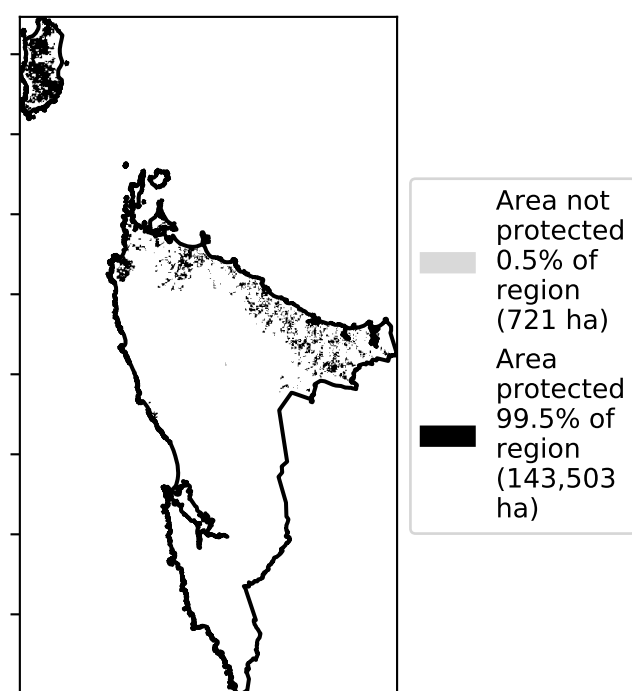 Area not
protected
0.5% of
region
(721 ha)
Area
protected
99.5% of
region
(143,503
ha)